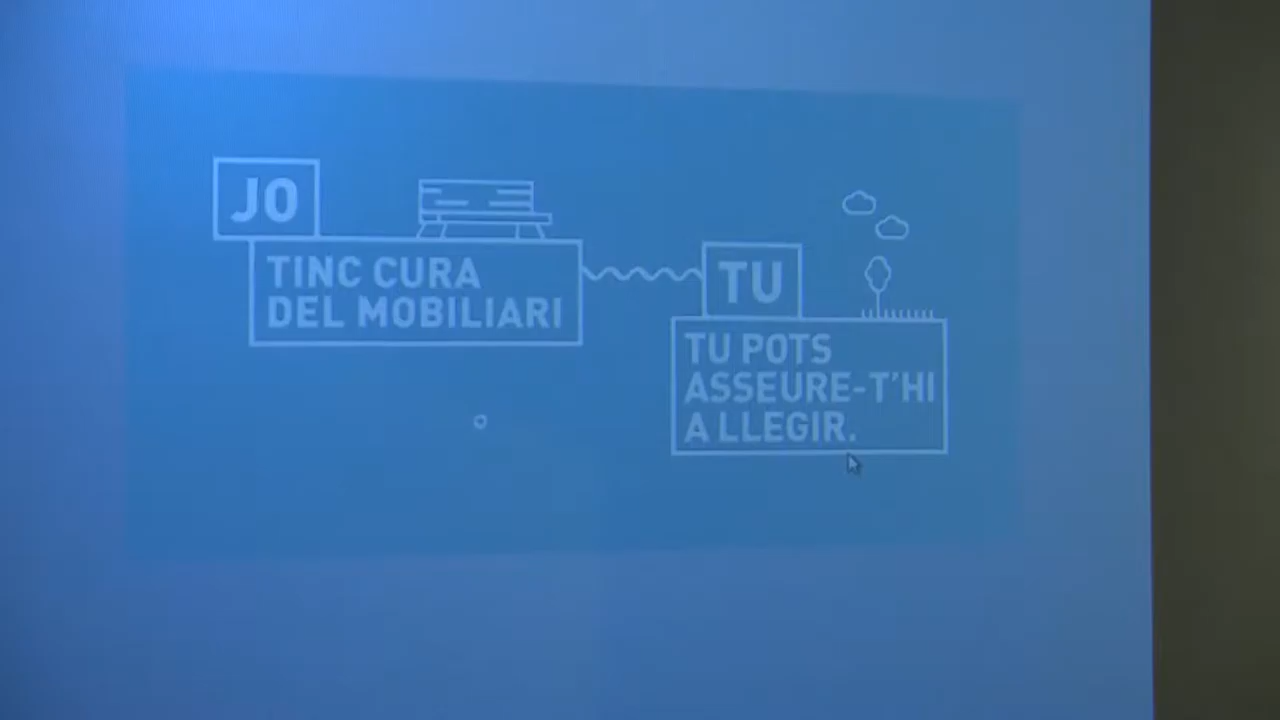 JO
TINC CURA
DEL MOBILIARI
TU
TU POTS
ASSEURE-T'HI
A LLEGIR.